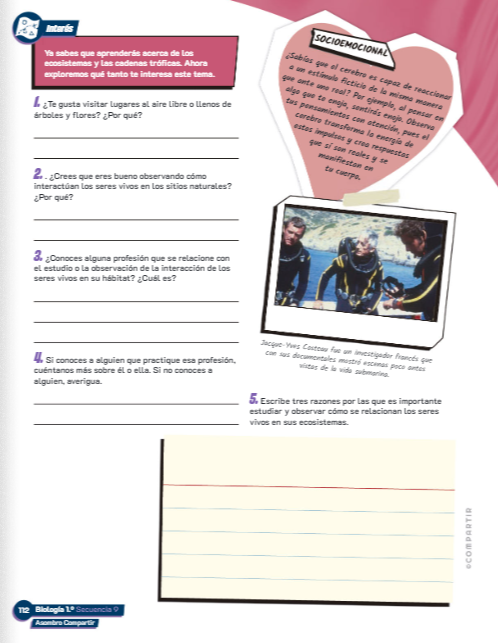 Interés
Ya sabes que aprenderás acerca de los
ecosistemas y las cadenas tróficas. Ahora
exploremos qué tanto te interesa este tema.
1. ¿Te gusta visitar lugares al aire libre o llenos de
árboles y flores? ¿Por qué?
2. . ¿Crees que eres bueno observando cómo
interactúan los seres vivos en los sitios naturales?
¿Por qué?
3. ¿Conoces alguna profesión que se relacione con
el estudio o la observación de la interacción de los
seres vivos en su hábitat? ¿Cuál es?
4. Si conoces a alguien que practique esa profesión,
cuéntanos más sobre él o ella. Si no conoces a
alguien, averigua.
SOCIOEMOCIONAL
¿Sabías que el cerebro es capaz de reaccionar
a un estímulo ficticio de la misma manera
que ante uno real? Por ejemplo, al pensar en
algo que te enoja, sentirás enojo. Observa
tus pensamientos con atención, pues el
cerebro transforma la energía de
estos impulsos y crea respuestas
que sí son reales y se
manifiestan en
tu cuerpo.
Jacque-Yves Costeau fue un investigador francés que
con sus documentales mostró escenas poco antes
vistas de la vida submarina.
5. Escribe tres razones por las que es importante
estudiar y observar cómo se relacionan los seres
vivos en sus ecosistemas.
©COMPARTIR
112 Biología 1.º Secuencia 9
Asombro Compartir